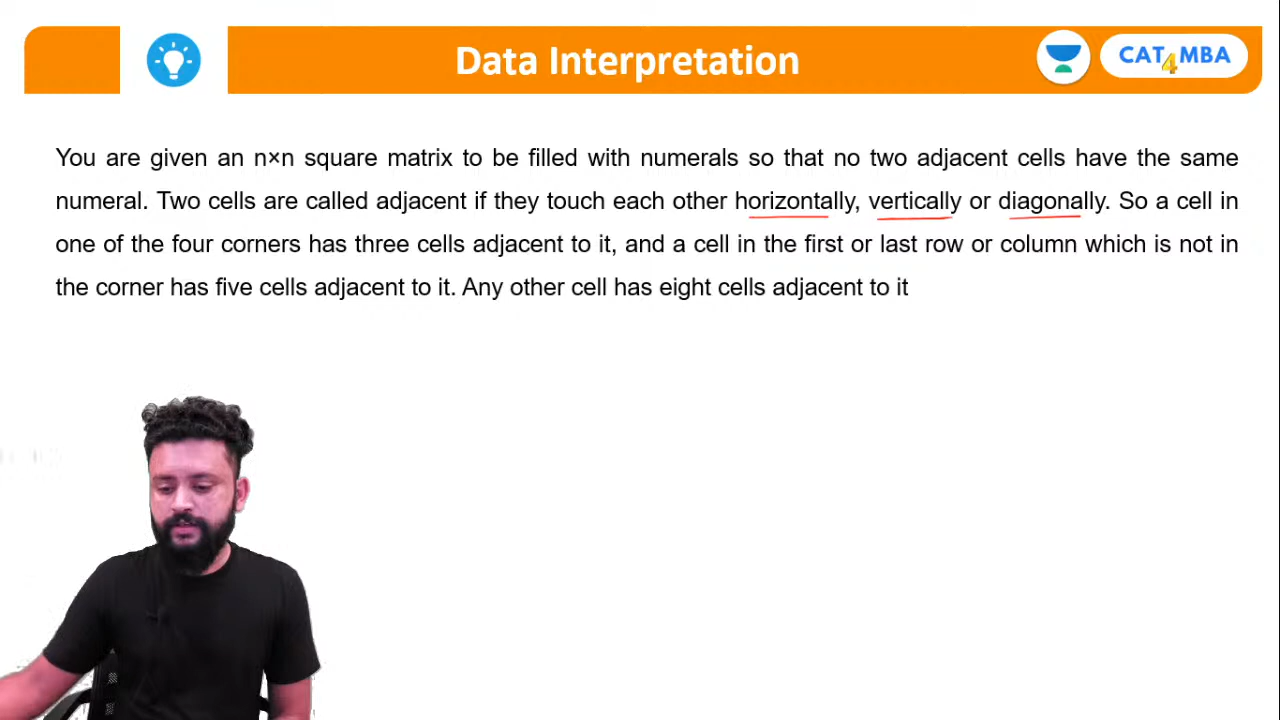 Data Interpretation
CAT4MBA
You are given an n×n square matrix to be filled with numerals so that no two adjacent cells have the same
numeral. Two cells are called adjacent if they touch each other horizontally, vertically or diagonally. So a cell in
one of the four corners has three cells adjacent to it, and a cell in the first or last row or column which is not in
the corner has five cells adjacent to it. Any other cell has eight cells adjacent to it